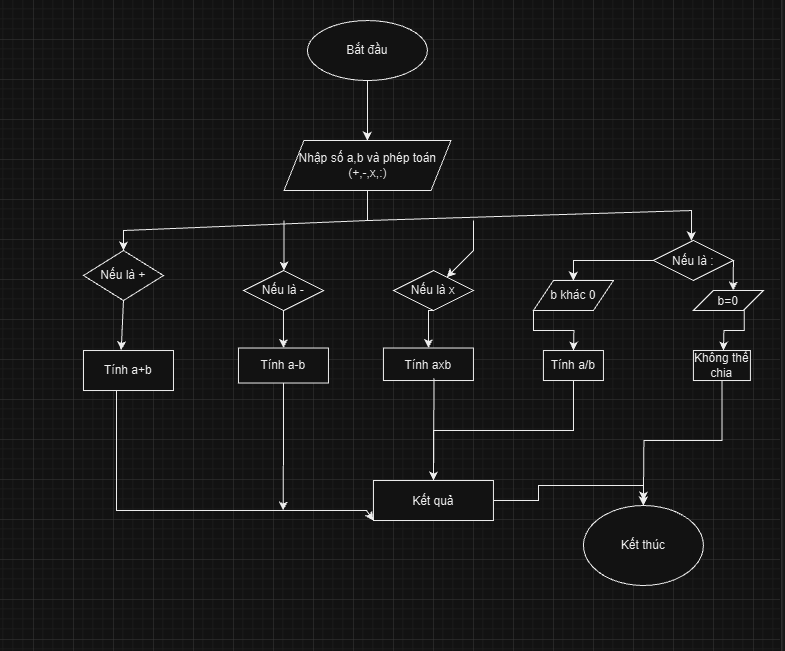 Bắt đầu
Nhập số a,b và phép toán
(+,-,x,:)
Nếu là +
Nếu là -
Nếu là x
Nếu là :
b khác 0
b=0
Tính a+b
Tính a-b
Tính axb
Tính a/b
Không thể
chia
Kết quả
Kết thúc